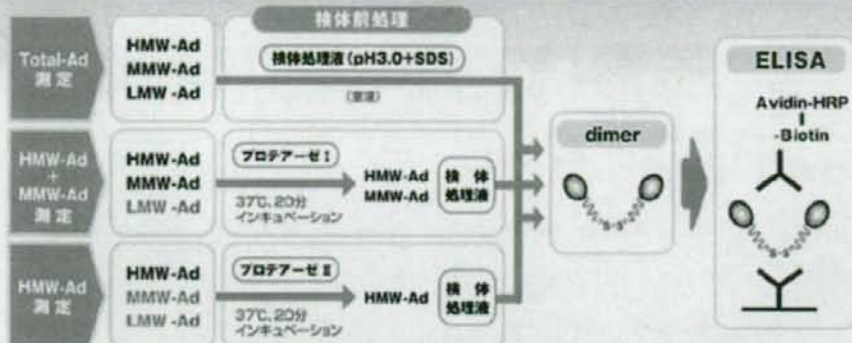 検体前処理
Total-Ad
測定
HMW-Ad
MMW-Ad
LMW-Ad
検体処理液(pH3.0+SDS)
(室温)
HMW-Ad
+
MMW-Ad
測定
HMW-Ad
MMW-Ad
LMW-Ad
プロテアーゼ I
37℃, 20分
インキュベーション
HMW-Ad
MMW-Ad
検 体
処理液
HMW-Ad
測定
HMW-Ad
MMW-Ad
LMW-Ad
プロテアーゼ II
37℃, 20分
インキュベーション
HMW-Ad
検 体
処理液
dimer
-S-S-
ELISA
Avidin-HRP
-Biotin
-S-S-